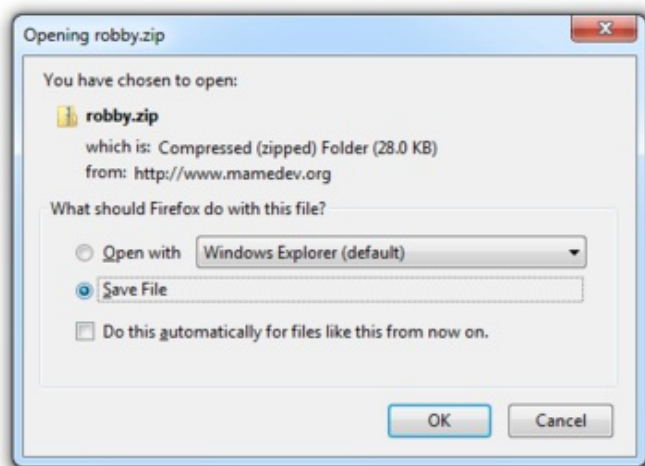 Opening robby.zip
You have chosen to open:
robby.zip
which is: Compressed (zipped) Folder (28.0 KB)
from: http://www.mamedev.org
What should Firefox do with this file?
Open with Windows Explorer (default)
Save File
Do this automatically for files like this from now on.
OK Cancel